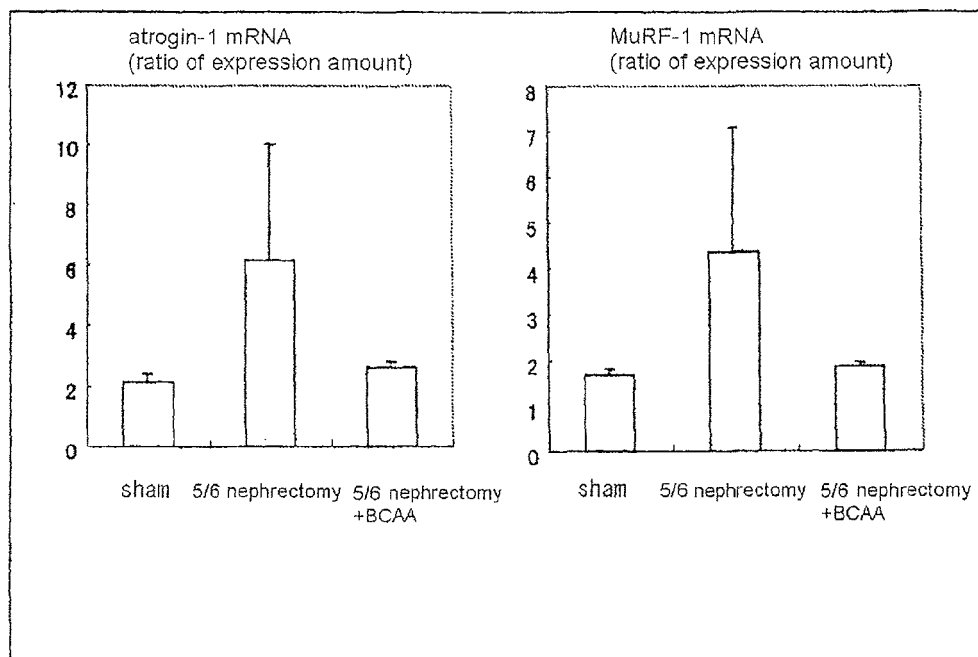 atrogin-1 mRNA
(ratio of expression amount)
12
10
8
6
4
2
0
sham
5/6 nephrectomy
5/6 nephrectomy
+BCAA
MuRF-1 mRNA
(ratio of expression amount)
8
7
6
5
4
3
2
1
0
sham
5/6 nephrectomy
5/6 nephrectomy
+BCAA